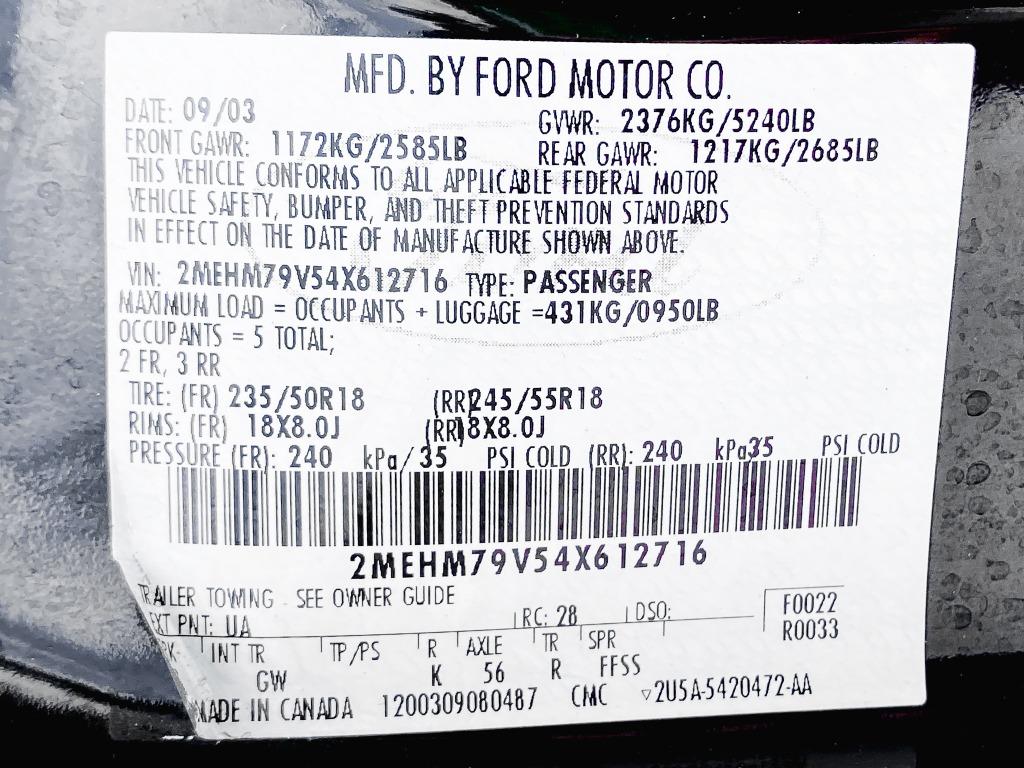 MFD. BY FORD MOTOR CO.
DATE: 09/03 GVWR: 2376KG/5240LB
FRONT GAWR: 1172KG/2585LB REAR GAWR: 1217KG/2685LB
THIS VEHICLE CONFORMS TO ALL APPLICABLE FEDERAL MOTOR
VEHICLE SAFETY, BUMPER, AND THEFT PREVENTION STANDARDS
IN EFFECT ON THE DATE OF MANUFACTURE SHOWN ABOVE.
VIN: 2MEHM79V54X612716 TYPE: PASSENGER
MAXIMUM LOAD = OCCUPANTS + LUGGAGE =431KG/0950LB
OCCUPANTS = 5 TOTAL;
2 FR, 3 RR
TIRE: (FR) 235/50R18 (RR)245/55R18
RIMS: (FR) 18X8.0J (RR)18X8.0J
PRESSURE (FR): 240 kPa/35 PSI COLD (RR): 240 kPa35 PSI COLD
2MEHM79V54X612716
TRAILER TOWING - SEE OWNER GUIDE
EXT PNT: UA RC: 28 DSO: F0022
R0033
INT TR TP/PS R AXLE TR SPR
GW K 56 R FFSS
MADE IN CANADA 1200309080487 CMC ▽2U5A-5420472-AA